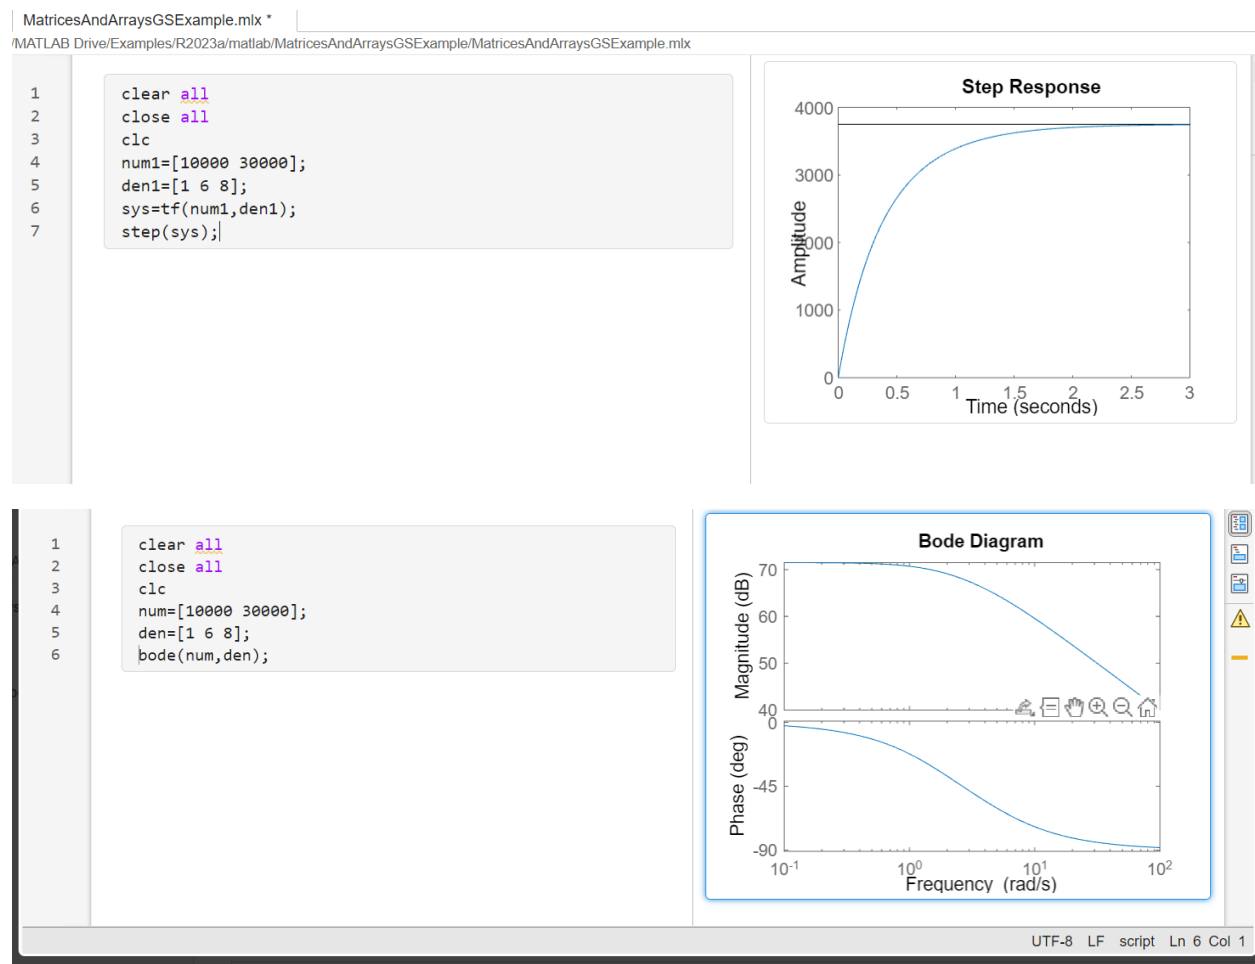 MatricesAndArraysGSExample.mlx *
/MATLAB Drive/Examples/R2023a/matlab/MatricesAndArraysGSExample/MatricesAndArraysGSExample.mlx
1 clear all
2 close all
3 clc
4 num1=[10000 30000];
5 den1=[1 6 8];
6 sys=tf(num1,den1);
7 step(sys);
Step Response
4000
3000
2000
1000
0
Amplitude
0 0.5 1 1.5 2 2.5 3
Time (seconds)
1 clear all
2 close all
3 clc
4 num=[10000 30000];
5 den=[1 6 8];
6 bode(num,den);
Bode Diagram
70
60
50
40
Magnitude (dB)
0
-45
-90
Phase (deg)
10⁻¹ 10⁰ 10¹ 10²
Frequency (rad/s)
UTF-8 LF script Ln 6 Col 1